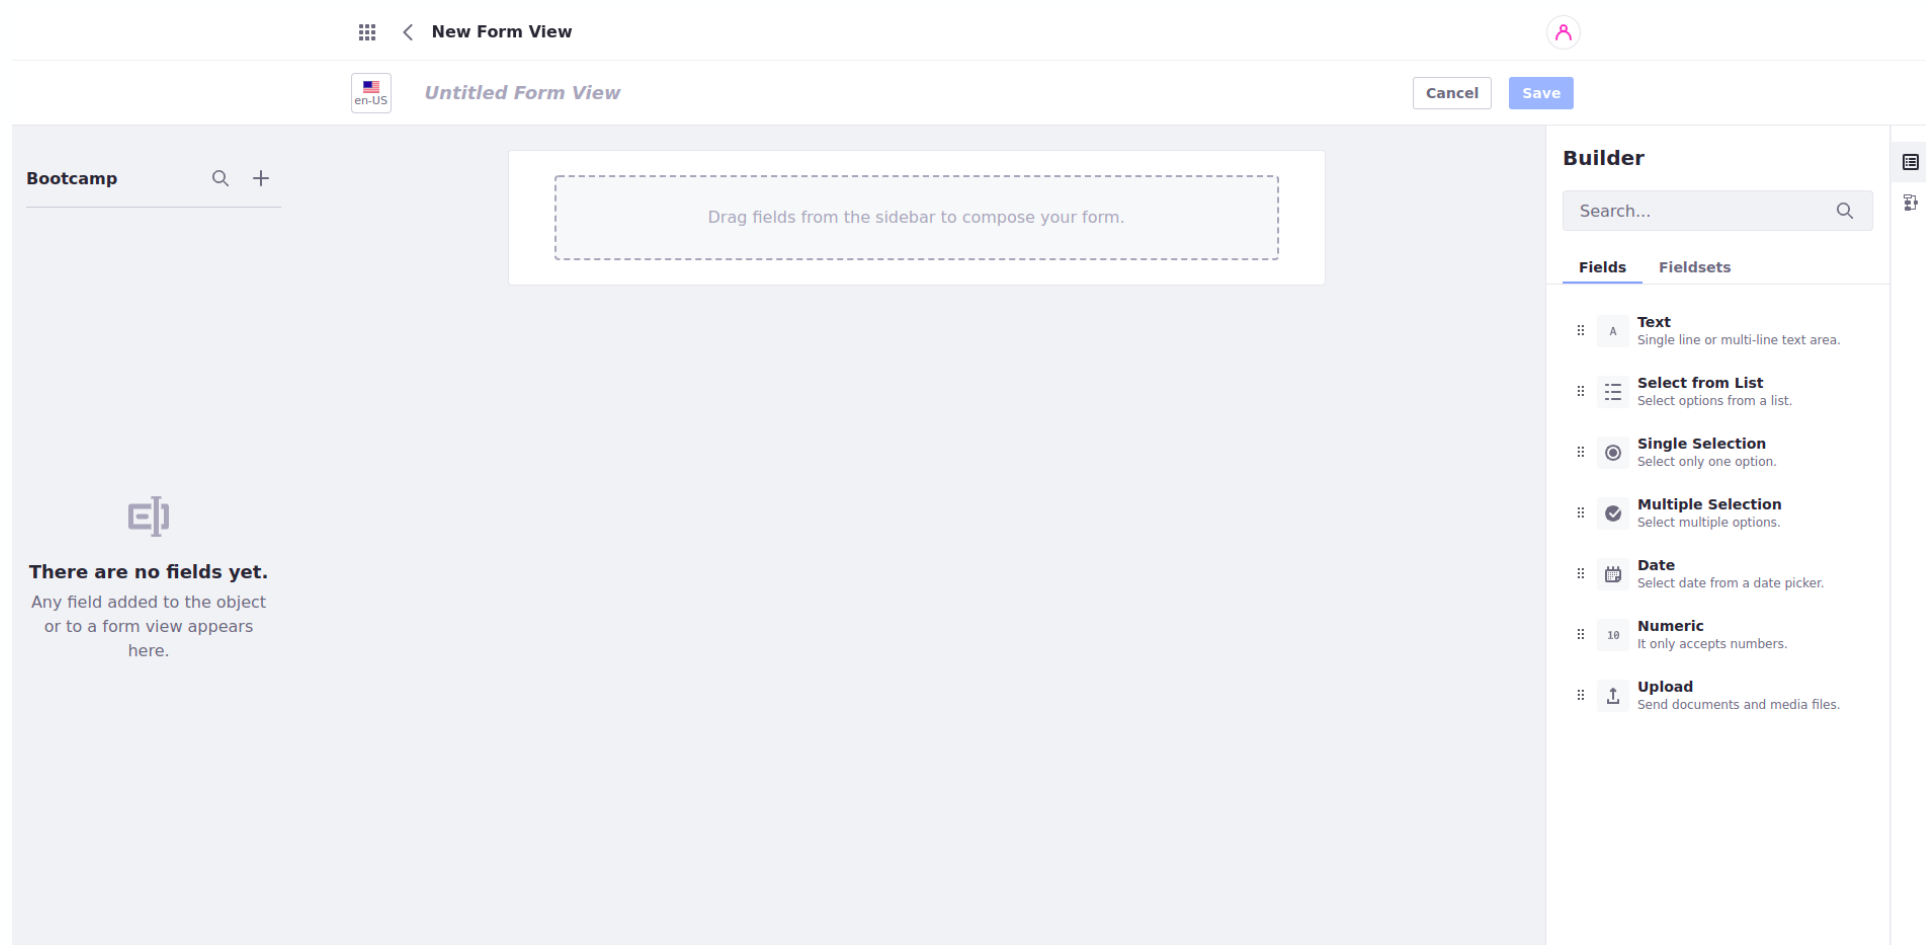 New Form View
en-US
Untitled Form View
Cancel
Save
Bootcamp
There are no fields yet.
Any field added to the object
or to a form view appears
here.
Drag fields from the sidebar to compose your form.
Builder
Search...
Fields
Fieldsets
A
Text
Single line or multi-line text area.
Select from List
Select options from a list.
Single Selection
Select only one option.
Multiple Selection
Select multiple options.
Date
Select date from a date picker.
10
Numeric
It only accepts numbers.
Upload
Send documents and media files.